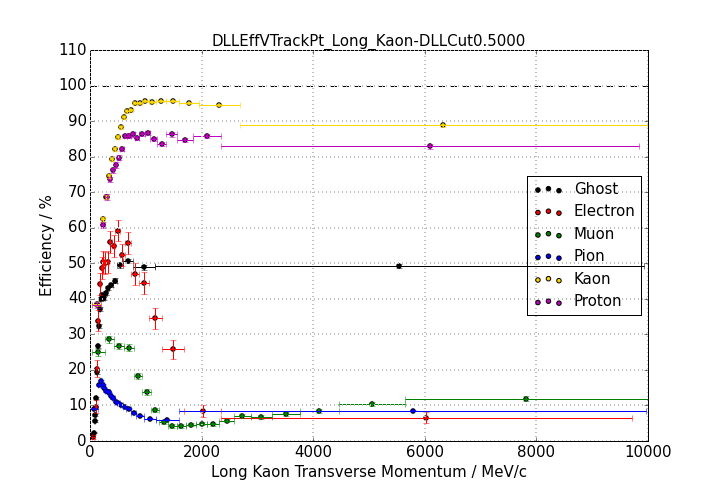 DLLEffVTrackPt_Long_Kaon-DLLCut0.5000
110
100
90
80
70
60
50
40
30
20
10
0
Efficiency / %
Ghost
Electron
Muon
Pion
Kaon
Proton
0 2000 4000 6000 8000 10000
Long Kaon Transverse Momentum / MeV/c